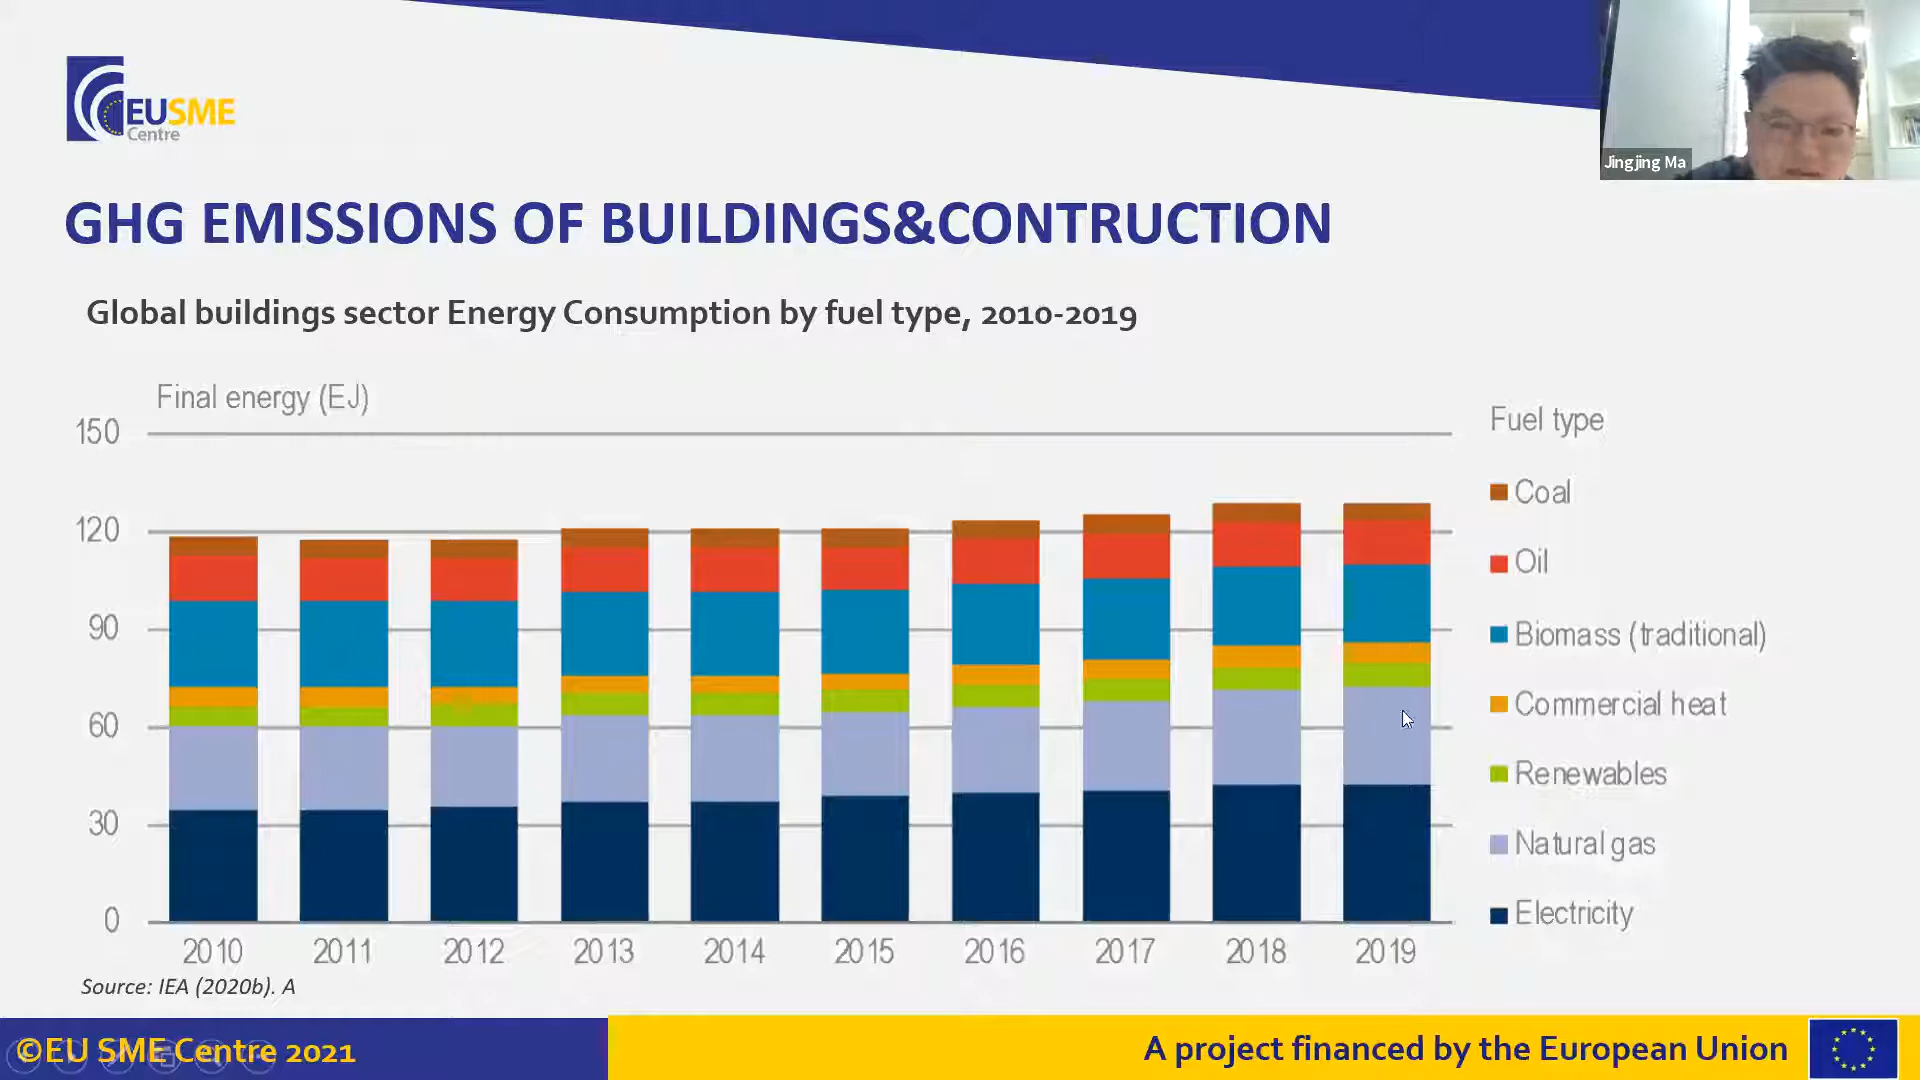 EUSME
Centre
Jingjing Ma
GHG EMISSIONS OF BUILDINGS&CONTRUCTION
Global buildings sector Energy Consumption by fuel type, 2010-2019
Final energy (EJ)
150
120
90
60
30
0
2010 2011 2012 2013 2014 2015 2016 2017 2018 2019
Fuel type
Coal
Oil
Biomass (traditional)
Commercial heat
Renewables
Natural gas
Electricity
Source: IEA (2020b). A
©EU SME Centre 2021
A project financed by the European Union